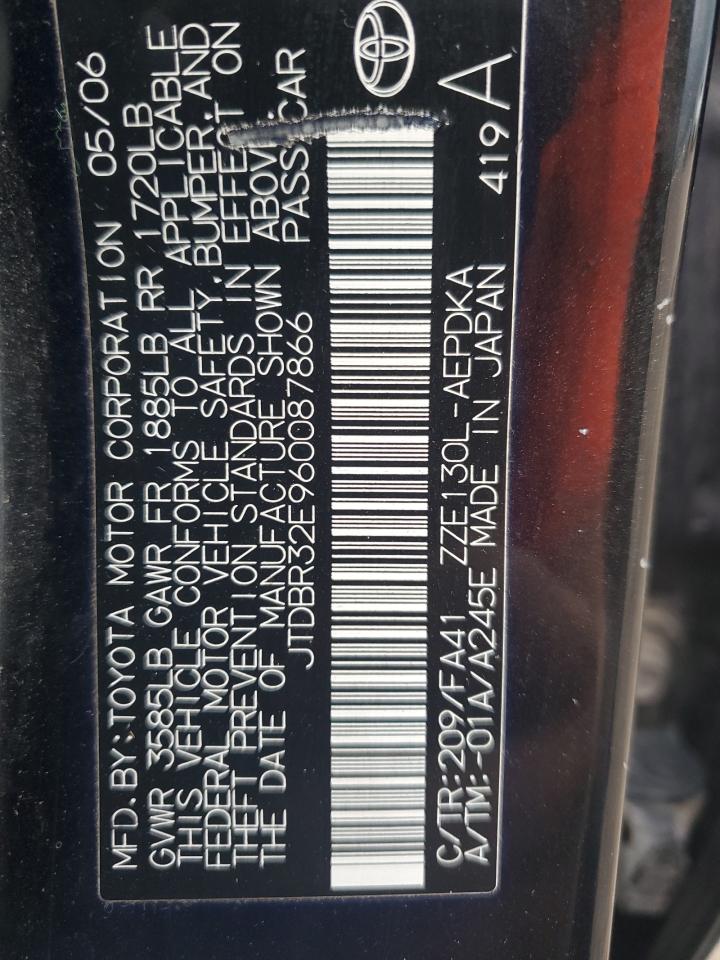 MFD. BY: TOYOTA MOTOR CORPORATION 05/06
GVWR 3585LB GAWR FR 1885LB RR 1720LB
THIS VEHICLE CONFORMS TO ALL APPLICABLE
FEDERAL MOTOR VEHICLE SAFETY, BUMPER, AND
THEFT PREVENTION STANDARDS IN EFFECT ON
THE DATE OF MANUFACTURE SHOWN ABOVE.
JTDBR32E960087866 PASS. CAR
C/TR: 209/FA41 ZZE130L-AEPDKA
A/TM: -01A/A245E MADE IN JAPAN 419 A